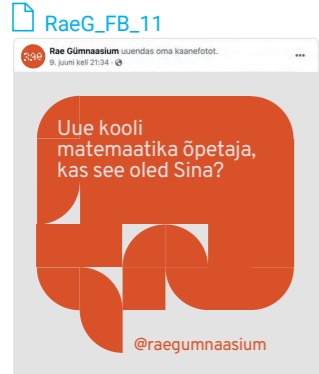 RaeG_FB_11
rae
Rae Gümnaasium uuendas oma kaanefotot.
9. juuni kell 21:34 ·
Uue kooli
matemaatika õpetaja,
kas see oled Sina?
@raegumnaasium